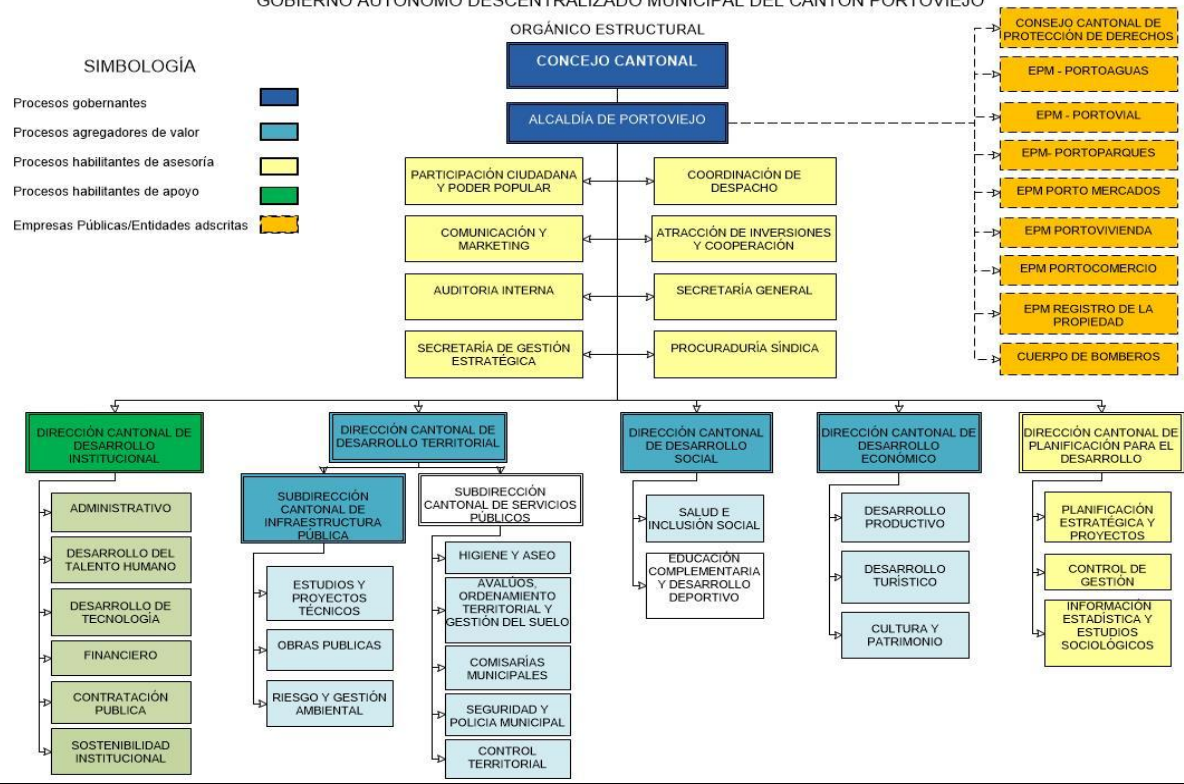 GOBIERNO AUTÓNOMO DESCENTRALIZADO MUNICIPAL DEL CANTÓN PORTOVIEJO
ORGÁNICO ESTRUCTURAL
SIMBOLOGÍA
Procesos gobernantes
Procesos agregadores de valor
Procesos habilitantes de asesoría
Procesos habilitantes de apoyo
Empresas Públicas/Entidades adscritas
CONCEJO CANTONAL
ALCALDÍA DE PORTOVIEJO
CONSEJO CANTONAL DE
PROTECCIÓN DE DERECHOS
EPM - PORTOAGUAS
EPM - PORTOVIAL
EPM- PORTOPARQUES
EPM PORTO MERCADOS
EPM PORTOVIVIENDA
EPM PORTOCOMERCIO
EPM REGISTRO DE LA
PROPIEDAD
CUERPO DE BOMBEROS
PARTICIPACIÓN CIUDADANA
Y PODER POPULAR
COORDINACIÓN DE
DESPACHO
COMUNICACIÓN Y
MARKETING
ATRACCIÓN DE INVERSIONES
Y COOPERACIÓN
AUDITORIA INTERNA
SECRETARÍA GENERAL
SECRETARÍA DE GESTIÓN
ESTRATÉGICA
PROCURADURÍA SÍNDICA
DIRECCIÓN CANTONAL DE
DESARROLLO
INSTITUCIONAL
ADMINISTRATIVO
DESARROLLO DEL
TALENTO HUMANO
DESARROLLO DE
TECNOLOGÍA
FINANCIERO
CONTRATACIÓN
PUBLICA
SOSTENIBILIDAD
INSTITUCIONAL
DIRECCIÓN CANTONAL DE
DESARROLLO TERRITORIAL
SUBDIRECCIÓN
CANTONAL DE
INFRAESTRUCTURA
PÚBLICA
ESTUDIOS Y
PROYECTOS
TÉCNICOS
OBRAS PUBLICAS
RIESGO Y GESTIÓN
AMBIENTAL
SUBDIRECCIÓN
CANTONAL DE SERVICIOS
PÚBLICOS
HIGIENE Y ASEO
AVALÚOS,
ORDENAMIENTO
TERRITORIAL Y
GESTIÓN DEL SUELO
COMISARÍAS
MUNICIPALES
SEGURIDAD Y
POLICIA MUNICIPAL
CONTROL
TERRITORIAL
DIRECCIÓN CANTONAL
DE DESARROLLO
SOCIAL
SALUD E
INCLUSIÓN SOCIAL
EDUCACIÓN
COMPLEMENTARIA
Y DESARROLLO
DEPORTIVO
DIRECCIÓN CANTONAL DE
DESARROLLO
ECONÓMICO
DESARROLLO
PRODUCTIVO
DESARROLLO
TURÍSTICO
CULTURA Y
PATRIMONIO
DIRECCIÓN CANTONAL DE
PLANIFICACIÓN PARA EL
DESARROLLO
PLANIFICACIÓN
ESTRATÉGICA Y
PROYECTOS
CONTROL DE
GESTIÓN
INFORMACIÓN
ESTADÍSTICA Y
ESTUDIOS
SOCIOLÓGICOS